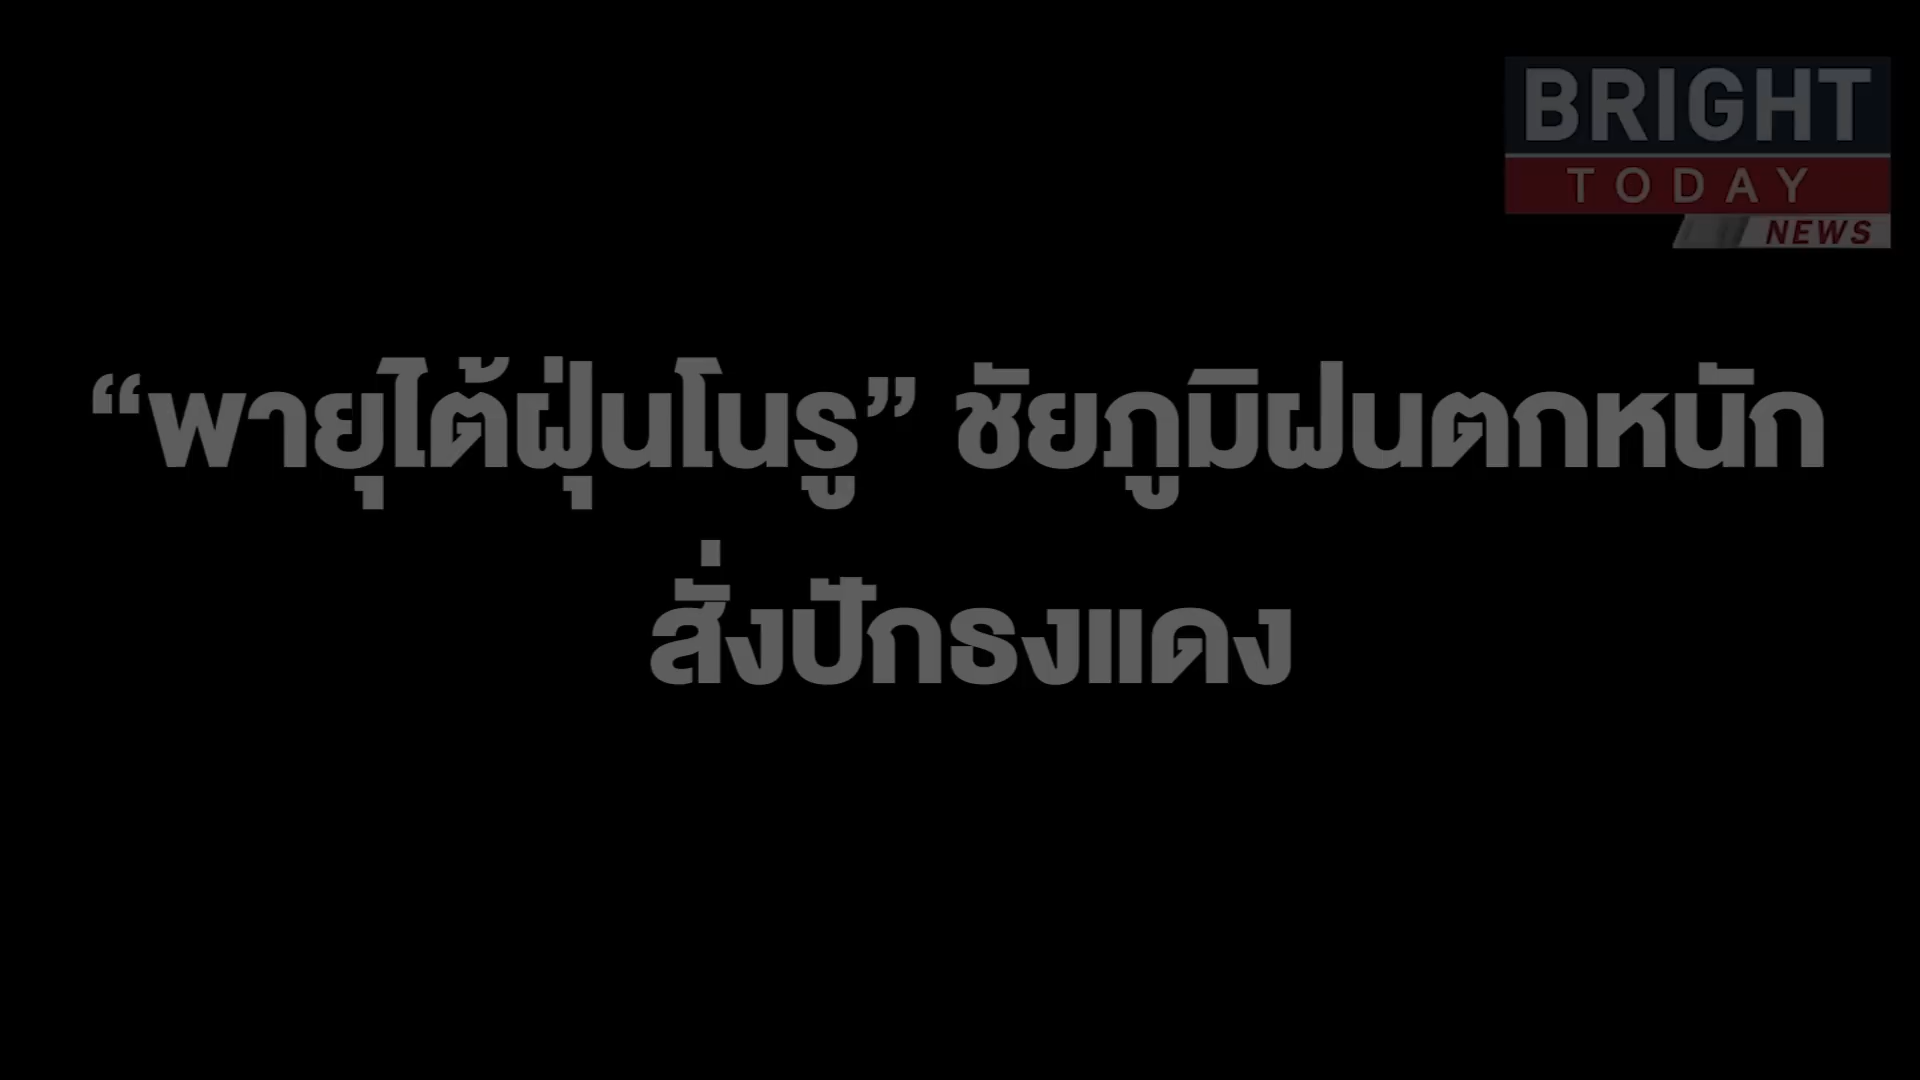 BRIGHT
TODAY
NEWS
“พายุไต้ฝุ่นโนรู” ชัยภูมิฝนตกหนัก
สั่งปักธงแดง